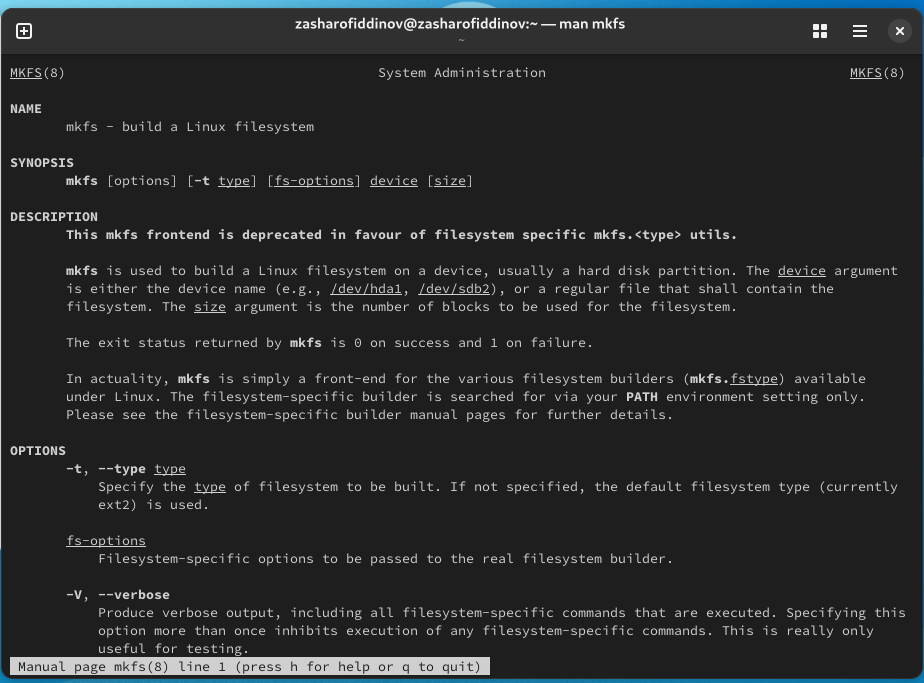 zasharofiddinov@zasharofiddinov:~ — man mkfs
~
MKFS(8) System Administration MKFS(8)
NAME
mkfs - build a Linux filesystem
SYNOPSIS
mkfs [options] [-t type] [fs-options] device [size]
DESCRIPTION
This mkfs frontend is deprecated in favour of filesystem specific mkfs.<type> utils.
mkfs is used to build a Linux filesystem on a device, usually a hard disk partition. The device argument
is either the device name (e.g., /dev/hda1, /dev/sdb2), or a regular file that shall contain the
filesystem. The size argument is the number of blocks to be used for the filesystem.
The exit status returned by mkfs is 0 on success and 1 on failure.
In actuality, mkfs is simply a front-end for the various filesystem builders (mkfs.fstype) available
under Linux. The filesystem-specific builder is searched for via your PATH environment setting only.
Please see the filesystem-specific builder manual pages for further details.
OPTIONS
-t, --type type
Specify the type of filesystem to be built. If not specified, the default filesystem type (currently
ext2) is used.
fs-options
Filesystem-specific options to be passed to the real filesystem builder.
-V, --verbose
Produce verbose output, including all filesystem-specific commands that are executed. Specifying this
option more than once inhibits execution of any filesystem-specific commands. This is really only
useful for testing.
Manual page mkfs(8) line 1 (press h for help or q to quit)